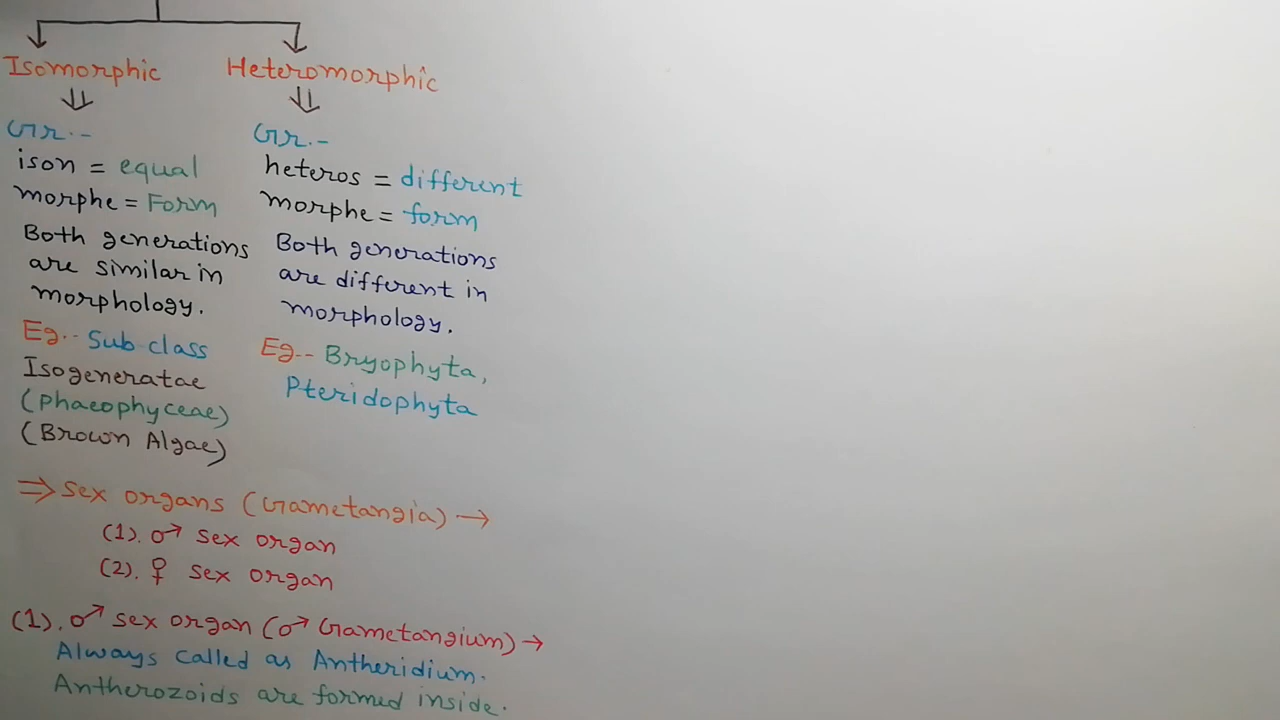 Isomorphic
Gr.-
ison = equal
morphe = Form
Both generations
are similar in
morphology.
Eg.- Sub class
Isogeneratae
(Phaeophyceae)
(Brown Algae)
Heteromorphic
Gr.-
heteros = different
morphe = form
Both generations
are different in
morphology.
Eg.- Bryophyta,
Pteridophyta
⇒ Sex organs (Gametangia) →
(1). ♂ sex organ
(2). ♀ sex organ
(1). ♂ sex organ (♂ Gametangium) →
Always called as Antheridium.
Antherozoids are formed inside.